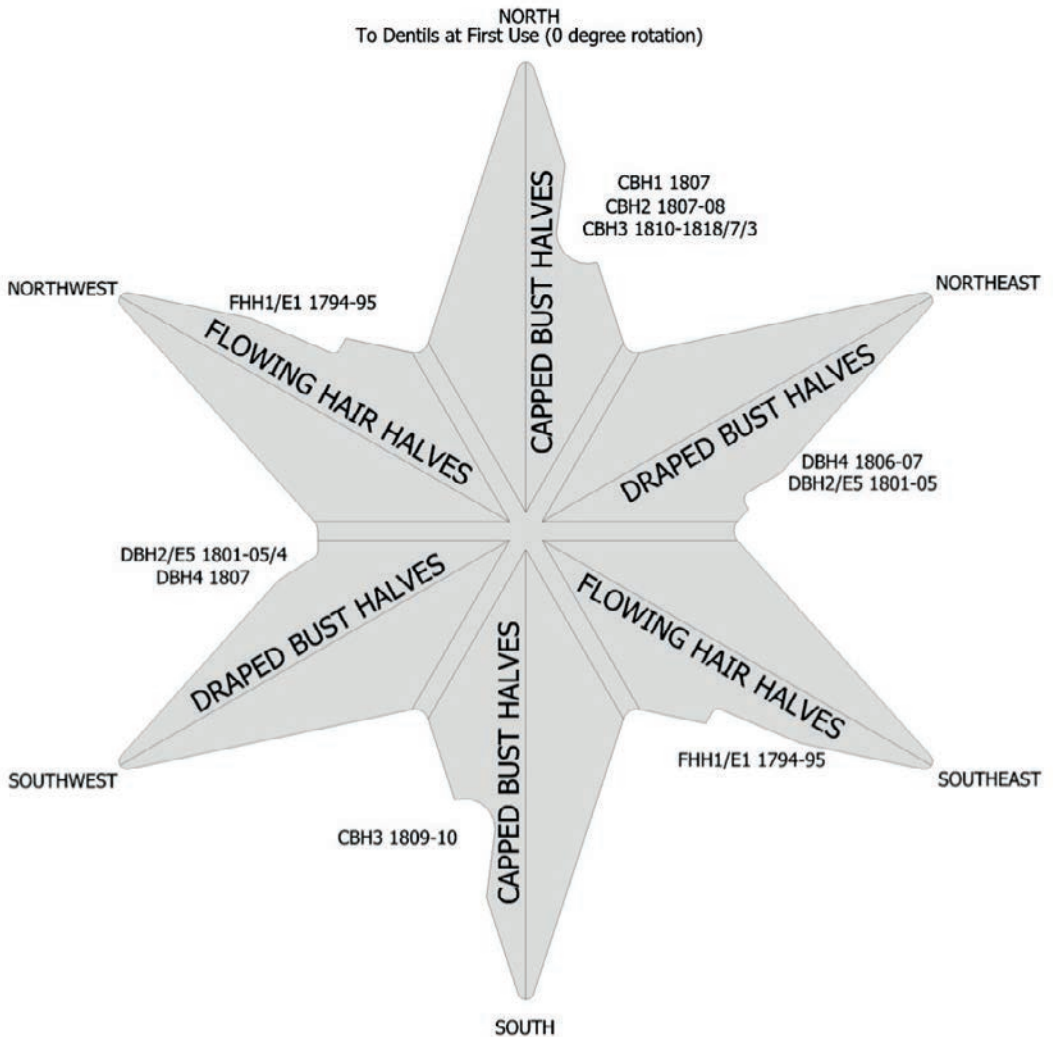 NORTH
To Dentils at First Use (0 degree rotation)
CBH1 1807
CBH2 1807-08
CBH3 1810-1818/7/3
CAPPED BUST HALVES
NORTHWEST
FHH1/E1 1794-95
FLOWING HAIR HALVES
NORTHEAST
DRAPED BUST HALVES
DBH4 1806-07
DBH2/E5 1801-05
DBH2/E5 1801-05/4
DBH4 1807
DRAPED BUST HALVES
SOUTHWEST
FLOWING HAIR HALVES
FHH1/E1 1794-95
SOUTHEAST
CAPPED BUST HALVES
CBH3 1809-10
SOUTH